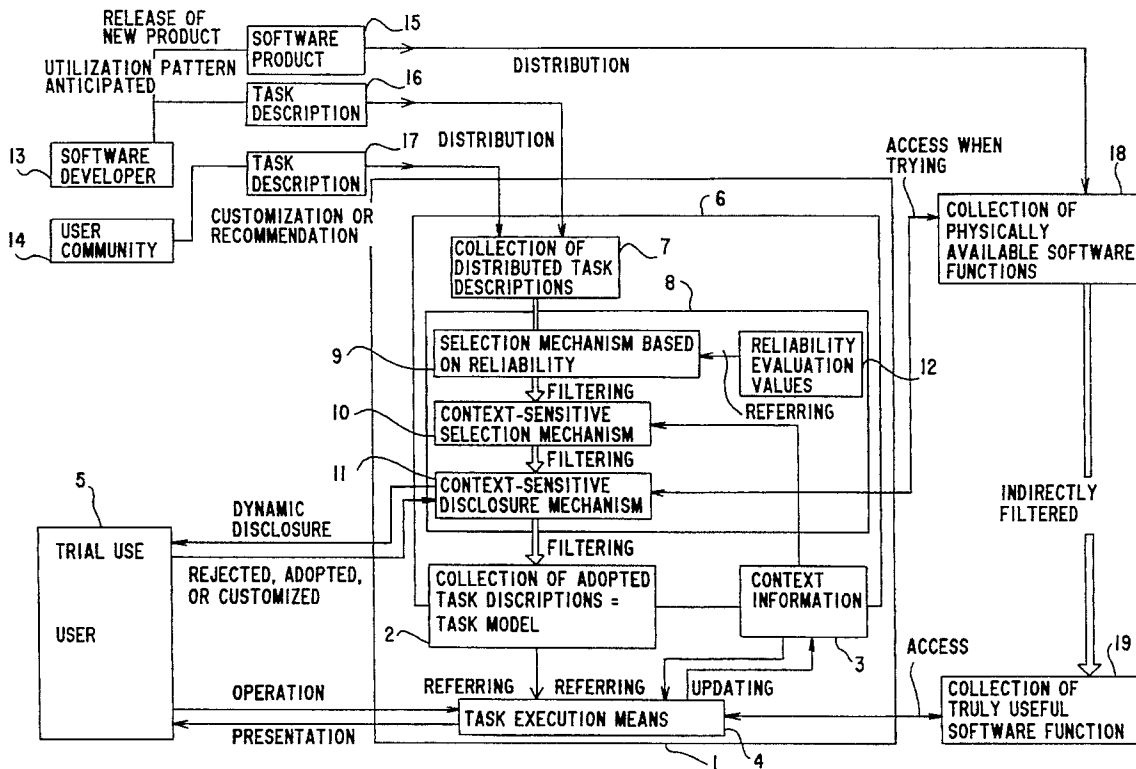 RELEASE OF
NEW PRODUCT
UTILIZATION PATTERN
ANTICIPATED
SOFTWARE
PRODUCT
15
DISTRIBUTION
16
TASK
DESCRIPTION
DISTRIBUTION
13
SOFTWARE
DEVELOPER
17
TASK
DESCRIPTION
14
USER
COMMUNITY
CUSTOMIZATION OR
RECOMMENDATION
ACCESS WHEN
TRYING
18
COLLECTION OF
PHYSICALLY
AVAILABLE SOFTWARE
FUNCTIONS
6
COLLECTION OF
DISTRIBUTED TASK
DESCRIPTIONS
7
8
9
SELECTION MECHANISM BASED
ON RELIABILITY
RELIABILITY
EVALUATION
VALUES
12
REFERRING
FILTERING
10
CONTEXT-SENSITIVE
SELECTION MECHANISM
FILTERING
11
CONTEXT-SENSITIVE
DISCLOSURE MECHANISM
FILTERING
5
TRIAL USE
USER
DYNAMIC
DISCLOSURE
REJECTED, ADOPTED,
OR CUSTOMIZED
COLLECTION OF ADOPTED
TASK DISCRIPTIONS =
TASK MODEL
2
CONTEXT
INFORMATION
3
INDIRECTLY
FILTERED
OPERATION
PRESENTATION
REFERRING
REFERRING
UPDATING
TASK EXECUTION MEANS
4
1
ACCESS
19
COLLECTION OF
TRULY USEFUL
SOFTWARE FUNCTION